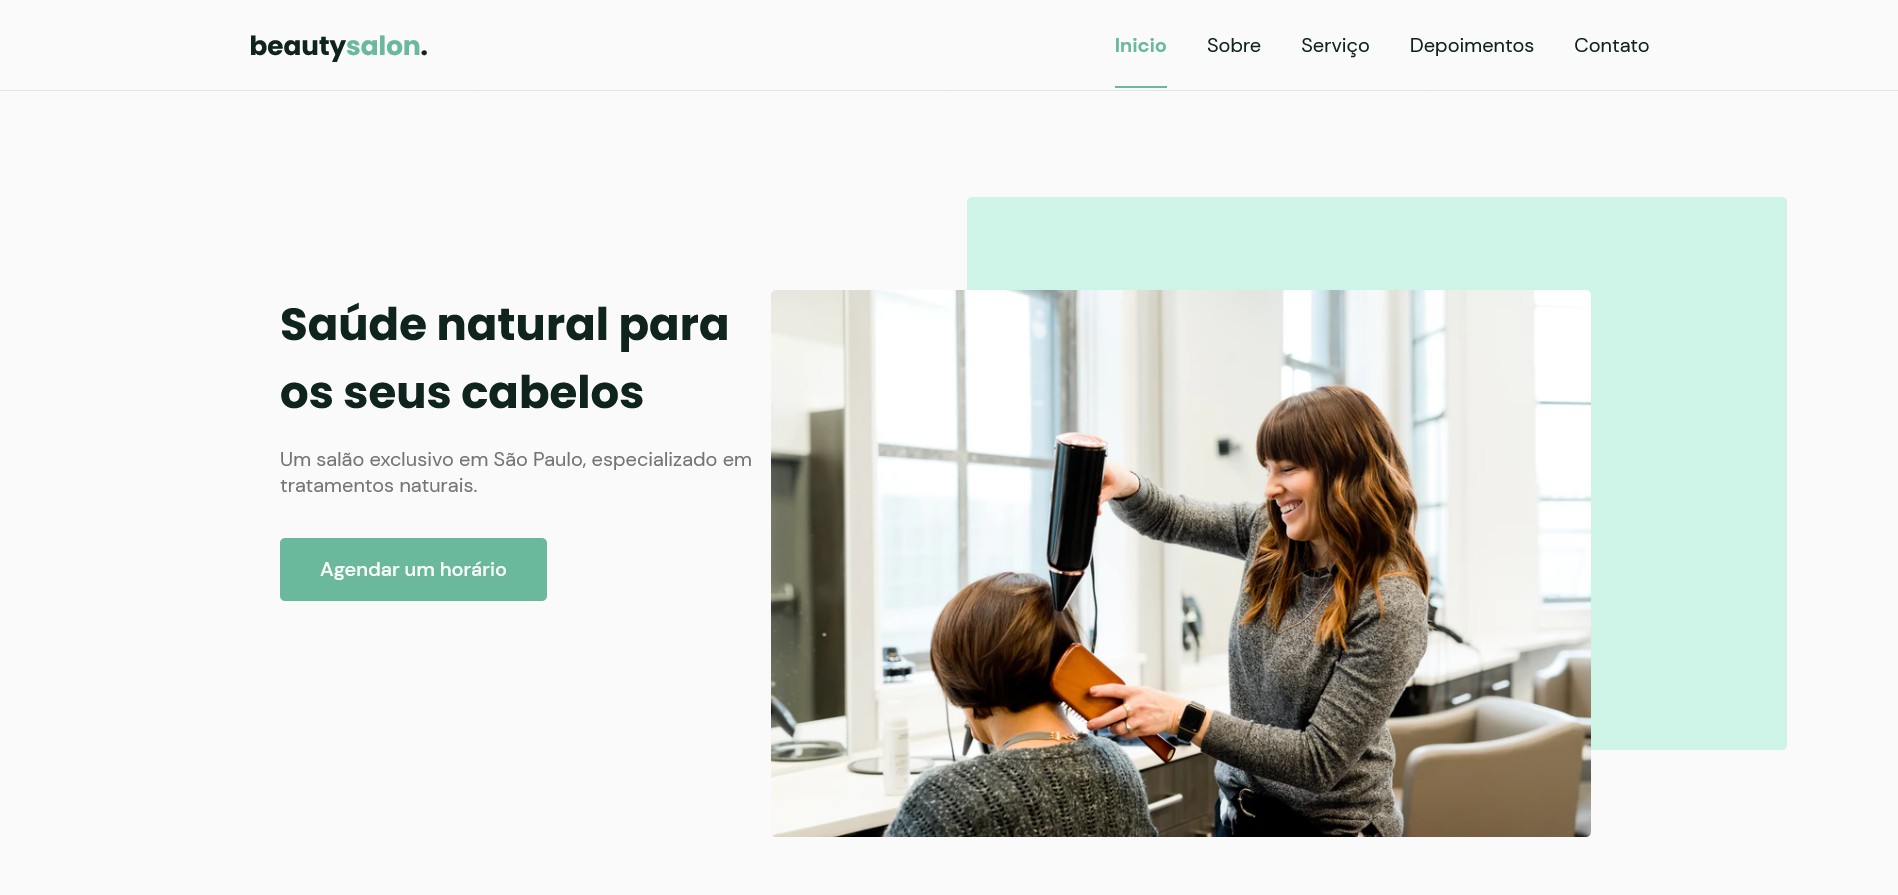 beautysalon.
Inicio Sobre Serviço Depoimentos Contato
Saúde natural para
os seus cabelos
Um salão exclusivo em São Paulo, especializado em
tratamentos naturais.
Agendar um horário